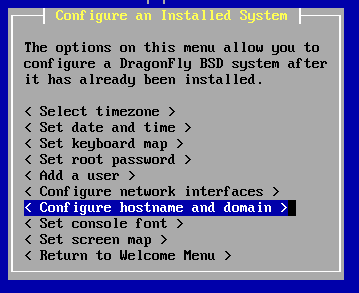 Configure an Installed System
The options on this menu allow you to
configure a DragonFly BSD system after
it has already been installed.
< Select timezone >
< Set date and time >
< Set keyboard map >
< Set root password >
< Add a user >
< Configure network interfaces >
< Configure hostname and domain >
< Set console font >
< Set screen map >
< Return to Welcome Menu >